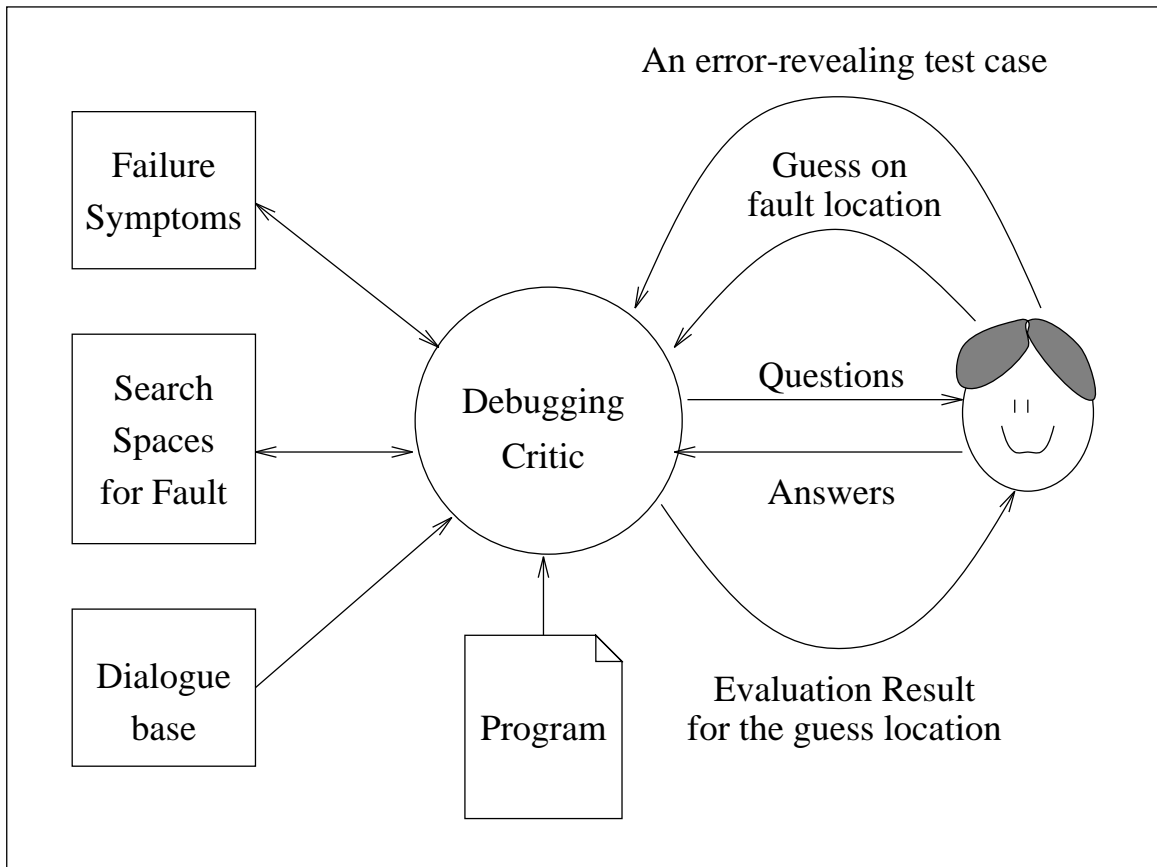 An error-revealing test case
Failure
Symptoms
Guess on
fault location
Search
Spaces
for Fault
Debugging
Critic
Questions
Answers
Dialogue
base
Program
Evaluation Result
for the guess location